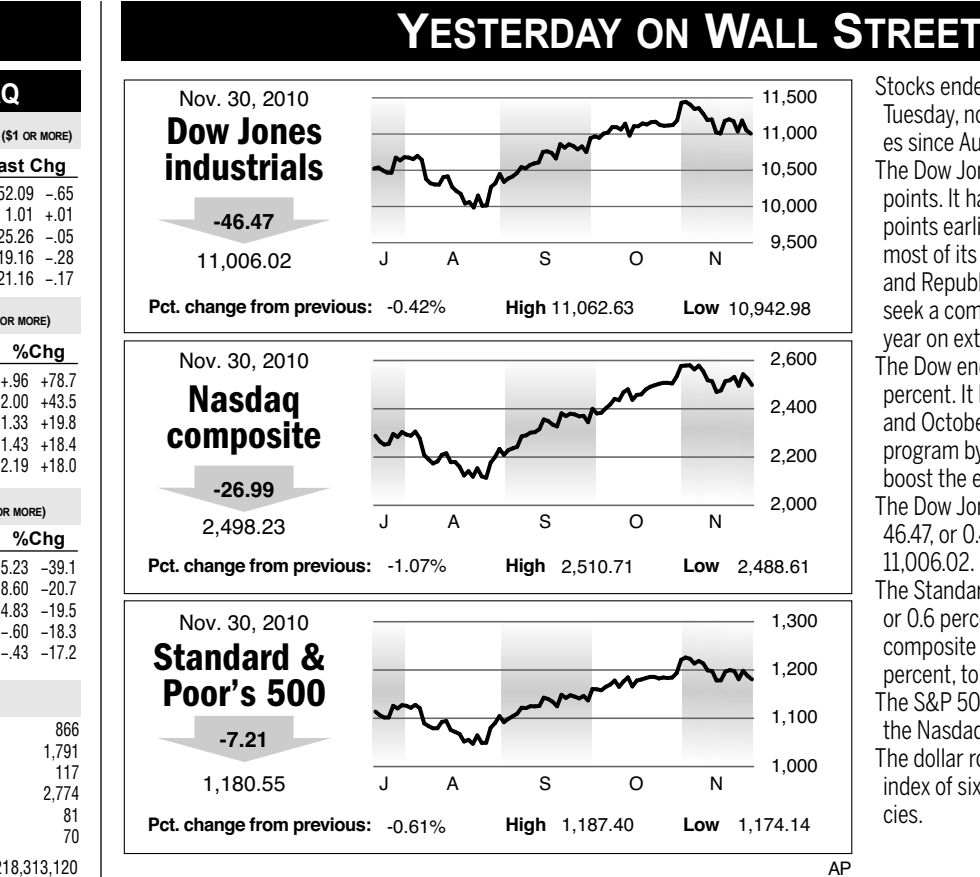 YESTERDAY ON WALL STREET
Q
($1 OR MORE)
Chg
52.09 –.65
1.01 +.01
25.26 –.05
19.16 –.28
21.16 –.17
OR MORE)
%Chg
+.96 +78.7
2.00 +43.5
1.33 +19.8
1.43 +18.4
2.19 +18.0
OR MORE)
%Chg
5.23 –39.1
8.60 –20.7
4.83 –19.5
–.60 –18.3
–.43 –17.2
866
1,791
117
2,774
81
70
218,313,120
Nov. 30, 2010
Dow Jones
industrials
-46.47
11,006.02
11,500
11,000
10,500
10,000
9,500
J A S O N
Pct. change from previous: -0.42% High 11,062.63 Low 10,942.98
Nov. 30, 2010
Nasdaq
composite
-26.99
2,498.23
2,600
2,400
2,200
2,000
J A S O N
Pct. change from previous: -1.07% High 2,510.71 Low 2,488.61
Nov. 30, 2010
Standard &
Poor's 500
-7.21
1,180.55
1,300
1,200
1,100
1,000
J A S O N
Pct. change from previous: -0.61% High 1,187.40 Low 1,174.14
AP
Stocks ende
Tuesday, no
es since Au
The Dow Jon
points. It ha
points earli
most of its
and Republ
seek a com
year on ext
The Dow end
percent. It
and Octobe
program by
boost the e
The Dow Jon
46.47, or 0.
11,006.02.
The Standar
or 0.6 perc
composite
percent, to
The S&P 50
the Nasdaq
The dollar ro
index of six
cies.